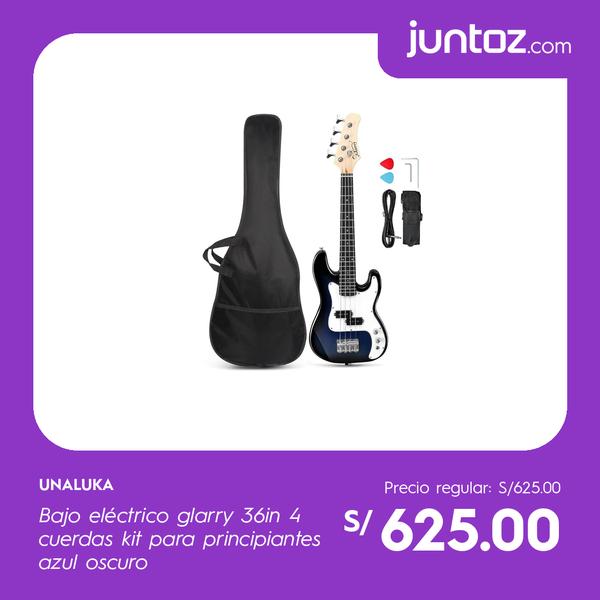 juntoz.com
UNALUKA
Bajo eléctrico glarry 36in 4
cuerdas kit para principiantes
azul oscuro
Precio regular: S/625.00
S/ 625.00